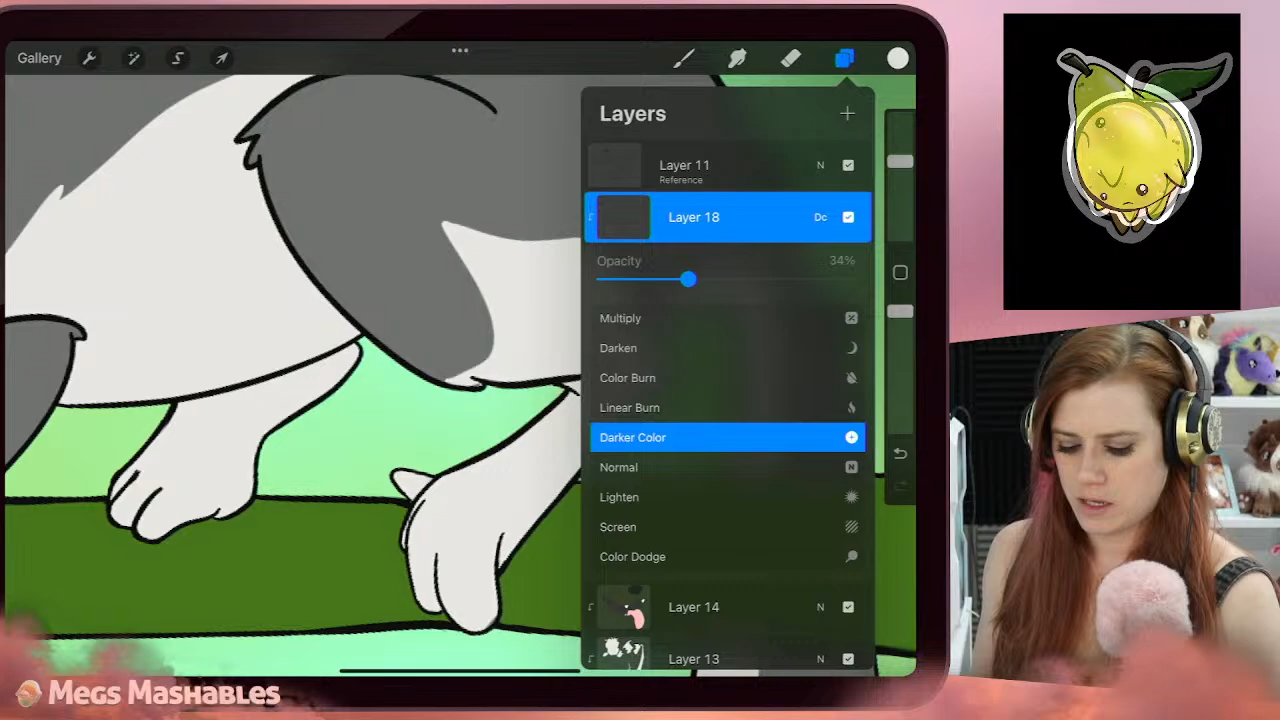 Gallery
Layers
Layer 11
N
Reference
Layer 18
Dc
Opacity
34%
Multiply
Darken
Color Burn
Linear Burn
Darker Color
Normal
N
Lighten
Screen
Color Dodge
Layer 14
N
Layer 13
N
Megs Mashables